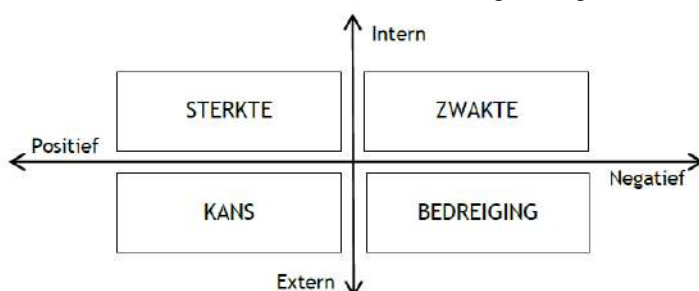 Intern
STERKTE
ZWAKTE
Positief
Negatief
KANS
BEDREIGING
Extern